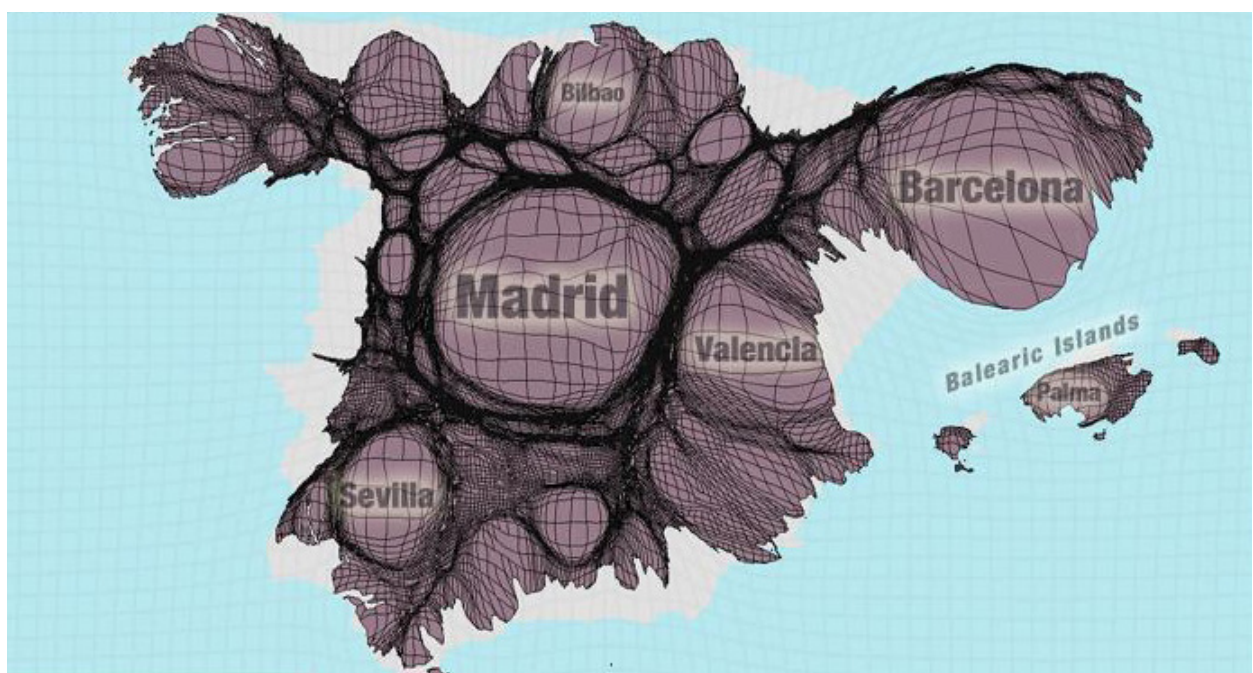 Bilbao
Barcelona
Madrid
Valencia
Balearic Islands
Palma
Sevilla